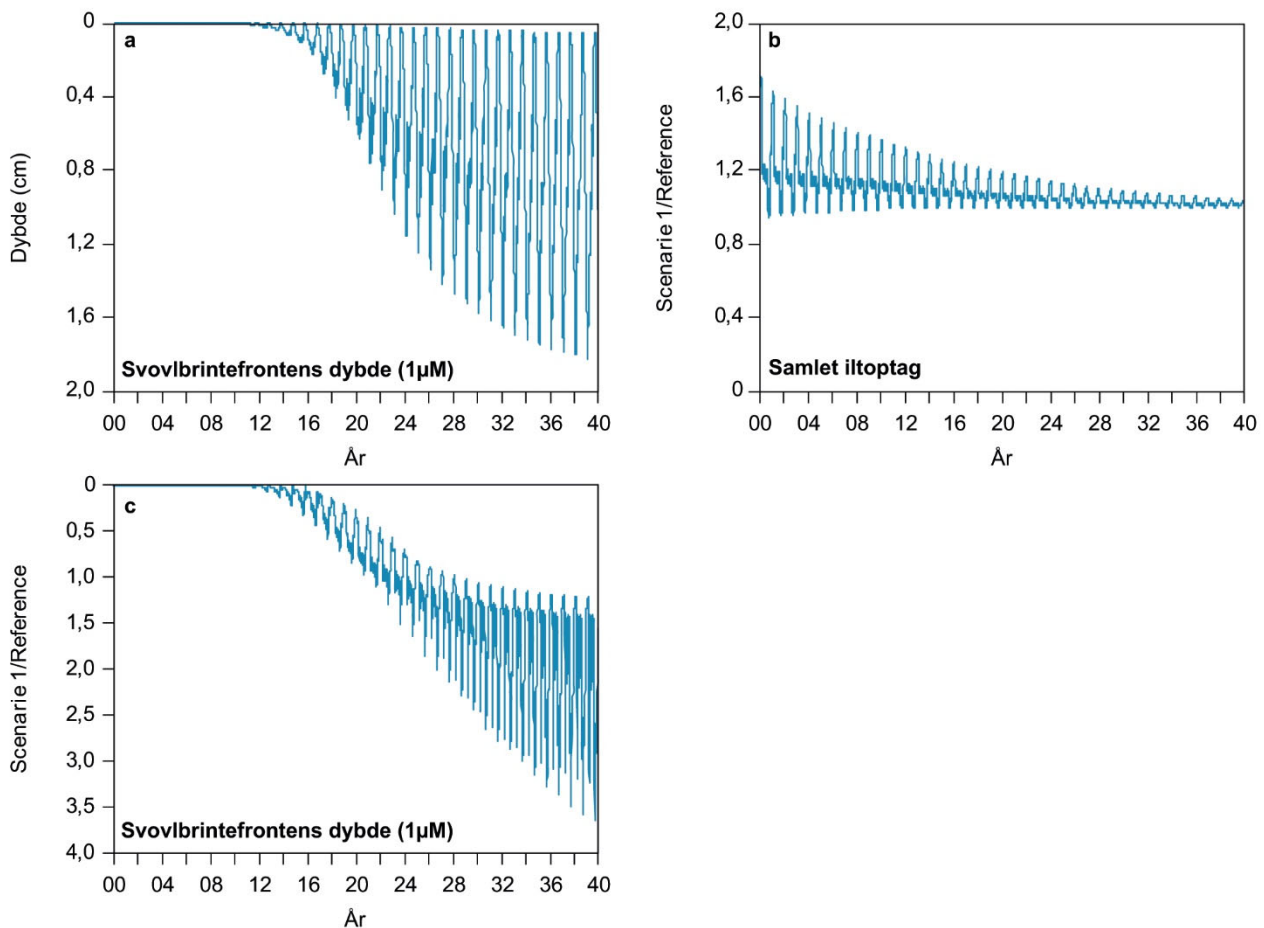 a
0
0,4
0,8
1,2
1,6
2,0
Dybde (cm)
Svovlbrintefrontens dybde (1µM)
00 04 08 12 16 20 24 28 32 36 40
År
b
2,0
1,6
1,2
0,8
0,4
0
Scenarie 1/Reference
Samlet iltoptag
00 04 08 12 16 20 24 28 32 36 40
År
c
0
0,5
1,0
1,5
2,0
2,5
3,0
3,5
4,0
Scenarie 1/Reference
Svovlbrintefrontens dybde (1µM)
00 04 08 12 16 20 24 28 32 36 40
År